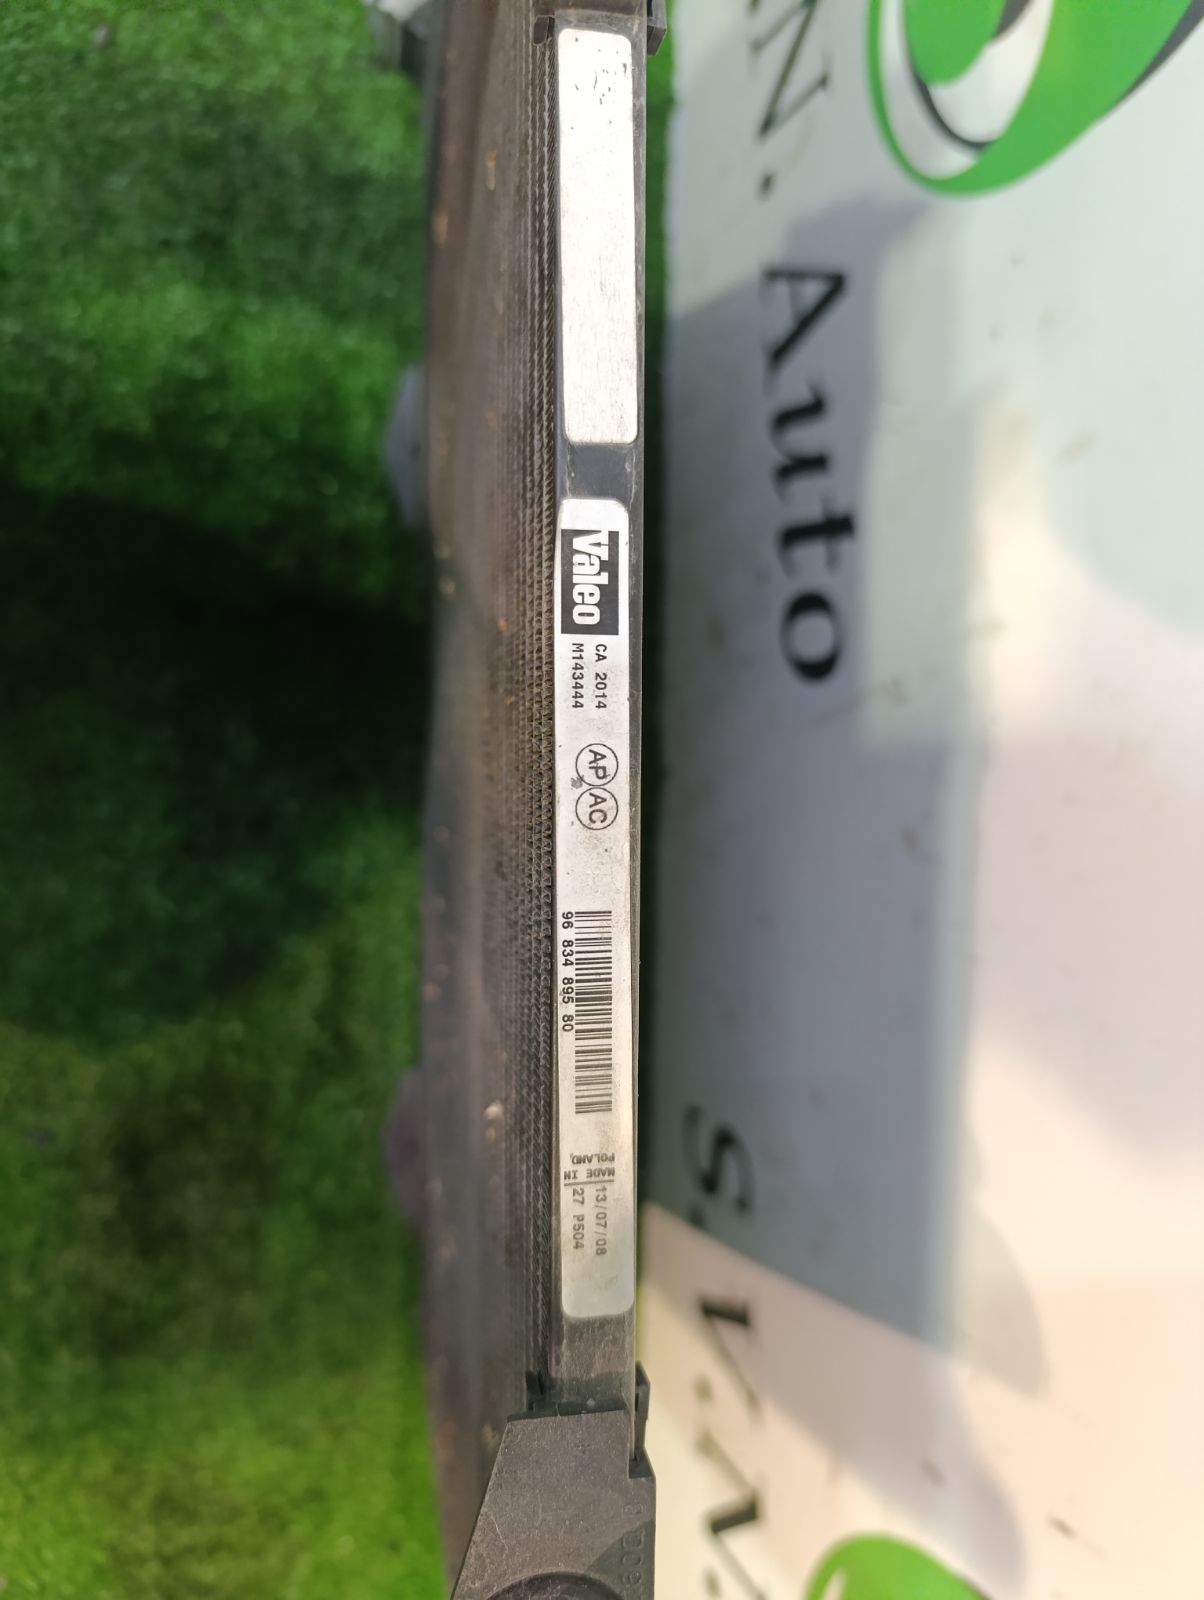 Valeo
CA 2014
M143444
AP AC
96 834 895 80
MADE IN
POLAND
13/07/08
27 P504
N. Auto